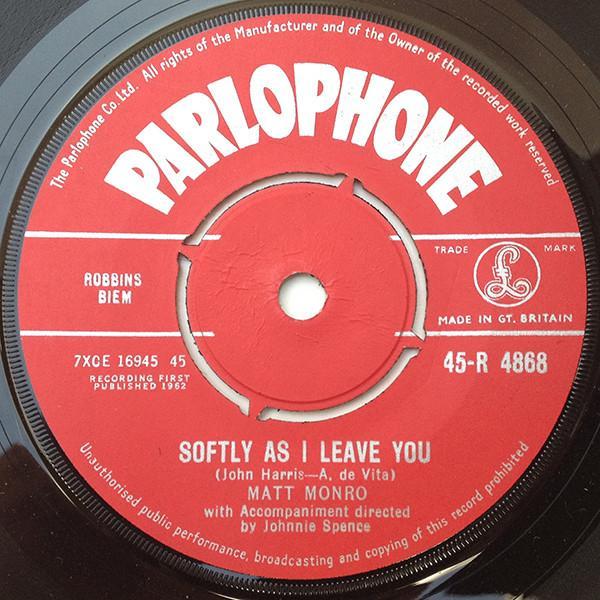 The Parlophone Co. Ltd. All rights of the Manufacturer and of the Owner of the recorded work reserved
PARLOPHONE
ROBBINS
BIEM
TRADE MARK
£
MADE IN GT. BRITAIN
7XCE 16945 45
RECORDING FIRST
PUBLISHED 1962
45-R 4868
SOFTLY AS I LEAVE YOU
(John Harris—A. de Vita)
MATT MONRO
with Accompaniment directed
by Johnnie Spence
Unauthorised public performance, broadcasting and copying of this record prohibited